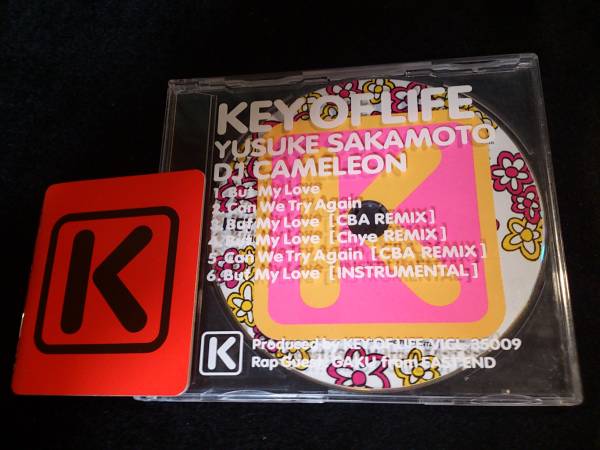 KEY OF LIFE
YUSUKE SAKAMOTO
DJ CAMELEON
1. But My Love
2. Can We Try Again
3. But My Love [CBA REMIX]
4. But My Love [Chye REMIX]
5. Can We Try Again [CBA REMIX]
6. But My Love [INSTRUMENTAL]
K
K
Produced by KEY OF LIFE VICL-35009
Rap Guest: GAKU from EAST END